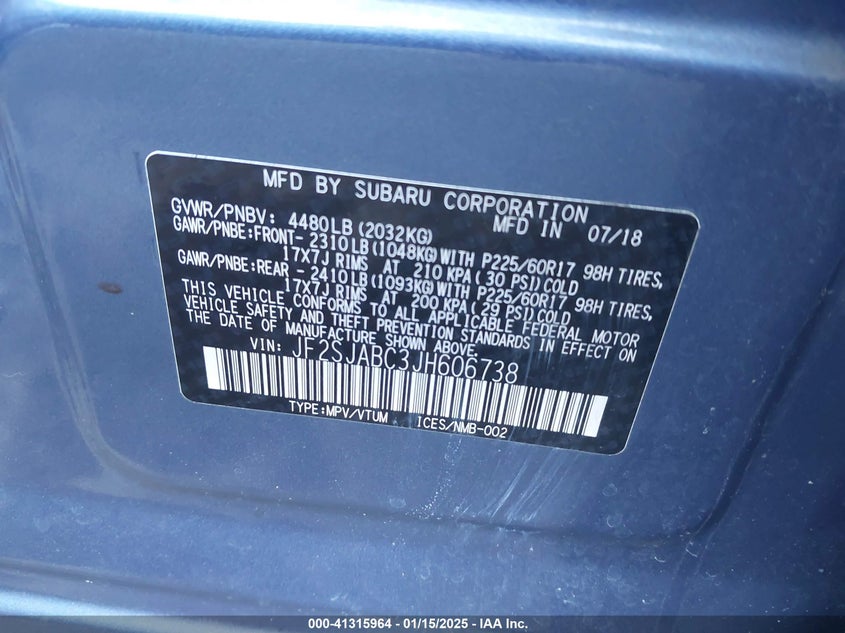 MFD BY SUBARU CORPORATION
GVWR/PNBV: 4480LB(2032KG) MFD IN 07/18
GAWR/PNBE:FRONT- 2310LB(1048KG)WITH P225/60R17 98H TIRES,
17X7J RIMS AT 210 KPA( 30 PSI)COLD
GAWR/PNBE:REAR - 2410LB(1093KG)WITH P225/60R17 98H TIRES,
17X7J RIMS AT 200 KPA( 29 PSI)COLD
THIS VEHICLE CONFORMS TO ALL APPLICABLE FEDERAL MOTOR
VEHICLE SAFETY AND THEFT PREVENTION STANDARDS IN EFFECT ON
THE DATE OF MANUFACTURE SHOWN ABOVE.
VIN: JF2SJABC3JH606738
TYPE:MPV/VTUM ICES/NMB-002
000-41315964 - 01/15/2025 - IAA Inc.